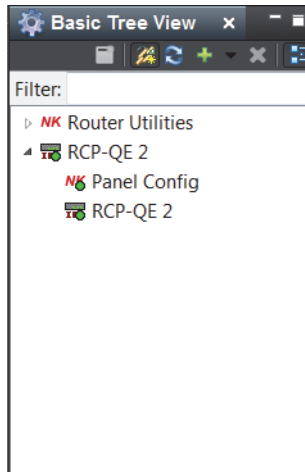 Basic Tree View x
Filter:
NK Router Utilities
RCP-QE 2
NK Panel Config
RCP-QE 2